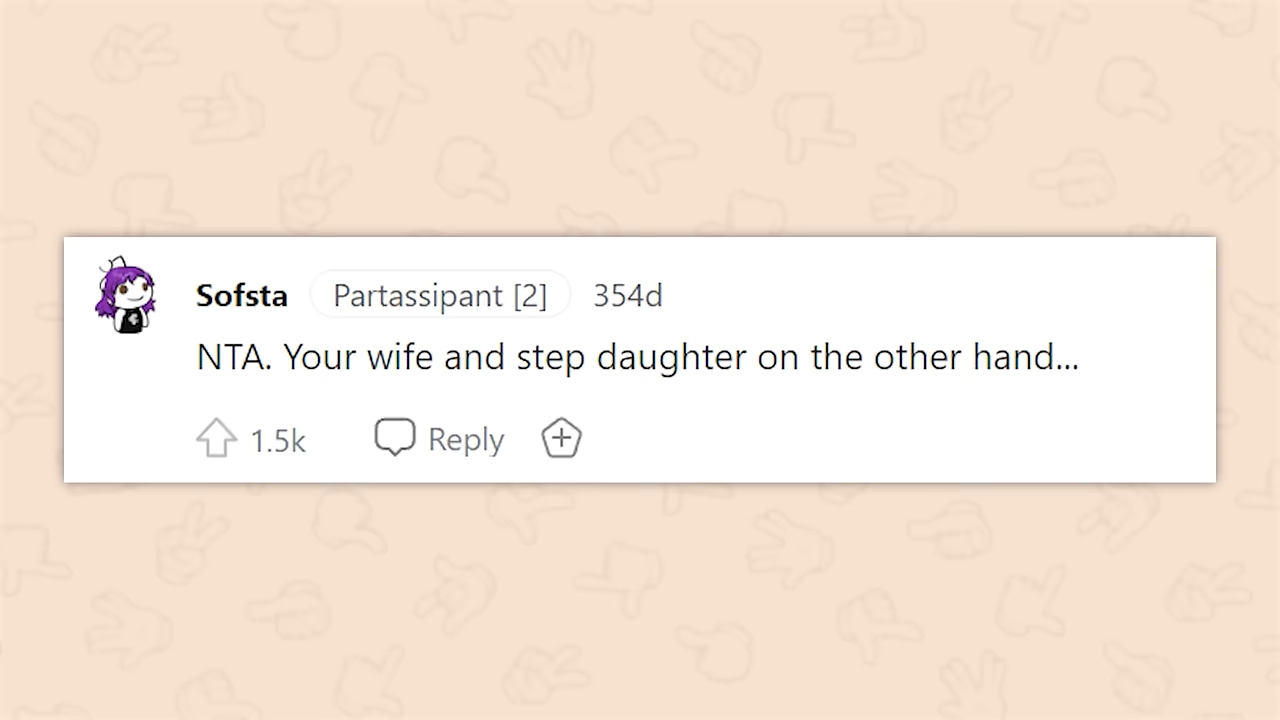 Sofsta Partassipant [2] 354d
NTA. Your wife and step daughter on the other hand...
1.5k Reply